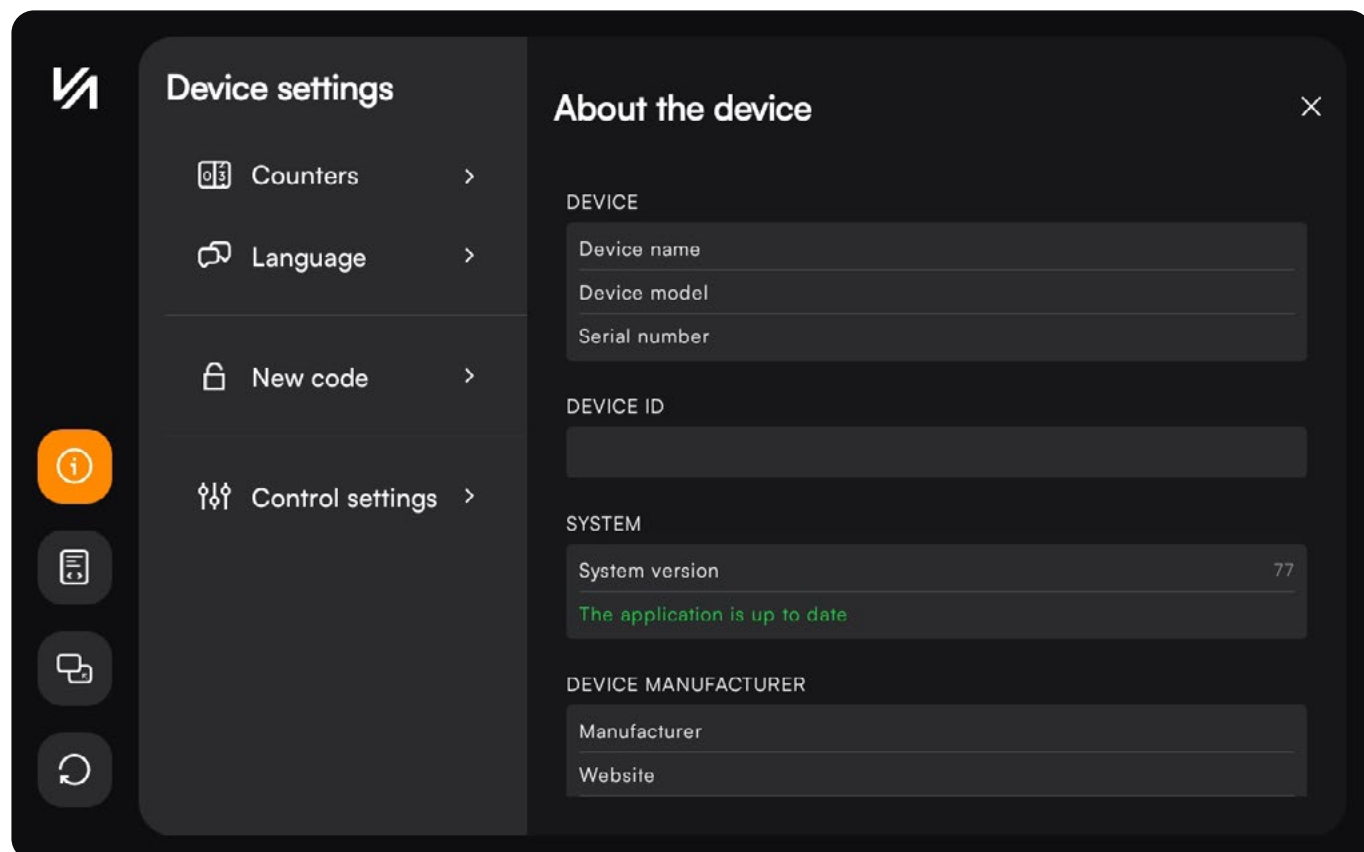 Device settings
Counters
Language
New code
Control settings
About the device
DEVICE
Device name
Device model
Serial number
DEVICE ID
SYSTEM
System version 77
The application is up to date
DEVICE MANUFACTURER
Manufacturer
Website